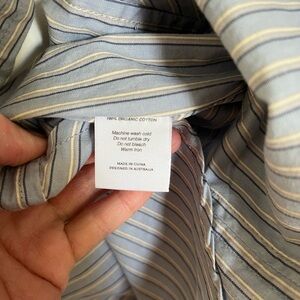 100% ORGANIC COTTON
Machine wash cold
Do not tumble dry
Do not bleach
Warm Iron
MADE IN CHINA
DESIGNED IN AUSTRALIA